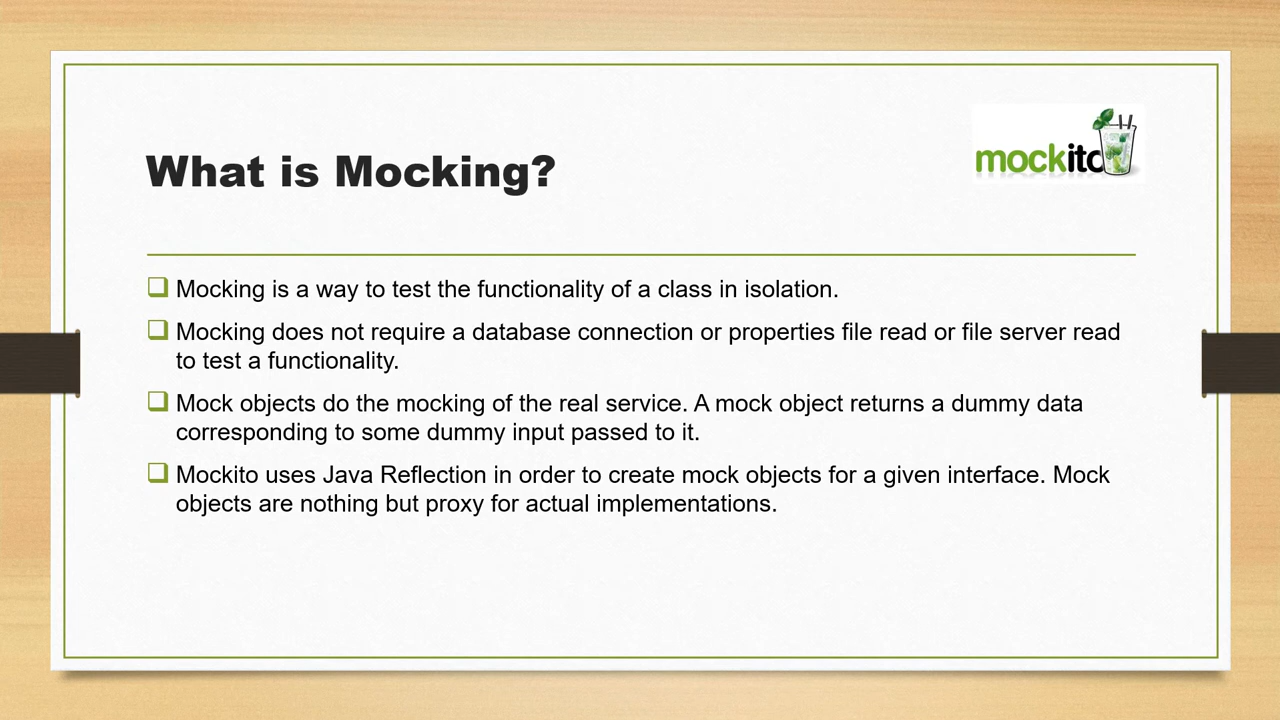 mockito
What is Mocking?
Mocking is a way to test the functionality of a class in isolation.
Mocking does not require a database connection or properties file read or file server read
to test a functionality.
Mock objects do the mocking of the real service. A mock object returns a dummy data
corresponding to some dummy input passed to it.
Mockito uses Java Reflection in order to create mock objects for a given interface. Mock
objects are nothing but proxy for actual implementations.